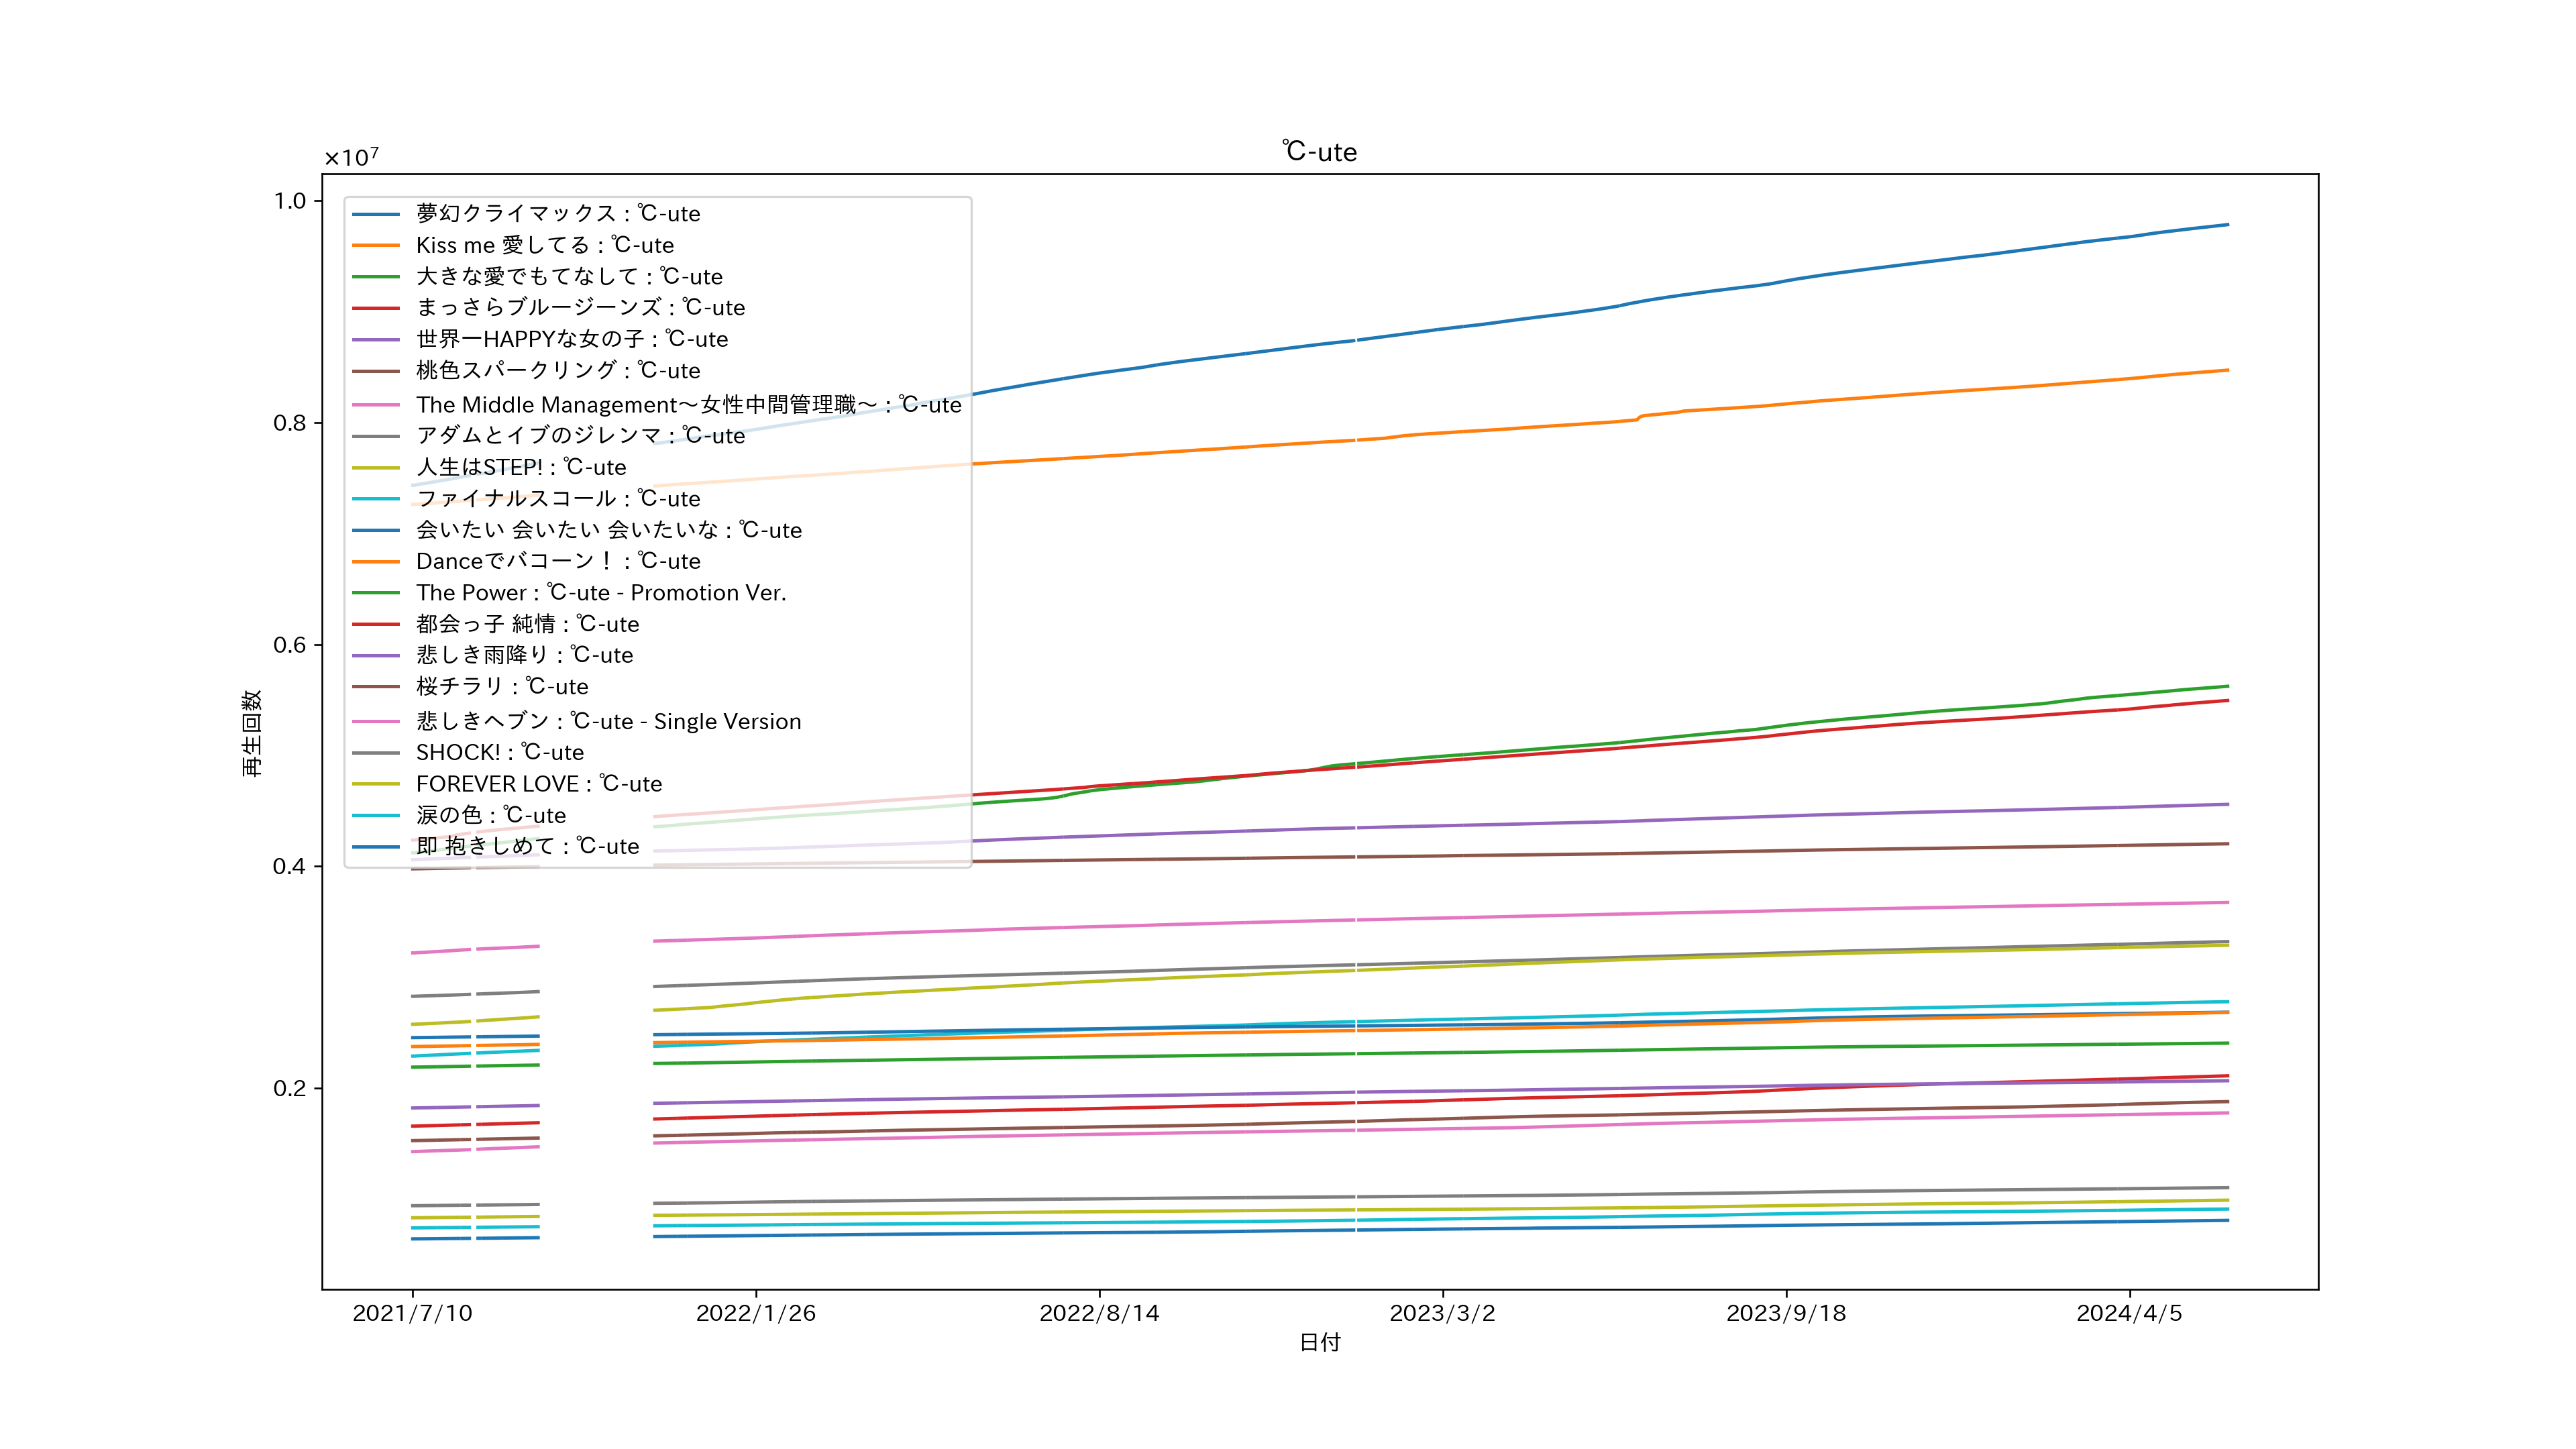 ℃-ute
×10⁷
1.0
0.8
0.6
0.4
0.2
再生回数
夢幻クライマックス : ℃-ute
Kiss me 愛してる : ℃-ute
大きな愛でもてなして : ℃-ute
まっさらブルージーンズ : ℃-ute
世界一HAPPYな女の子 : ℃-ute
桃色スパークリング : ℃-ute
The Middle Management〜女性中間管理職〜 : ℃-ute
アダムとイブのジレンマ : ℃-ute
人生はSTEP! : ℃-ute
ファイナルスコール : ℃-ute
会いたい 会いたい 会いたいな : ℃-ute
Danceでバコーン！ : ℃-ute
The Power : ℃-ute - Promotion Ver.
都会っ子 純情 : ℃-ute
悲しき雨降り : ℃-ute
桜チラリ : ℃-ute
悲しきヘブン : ℃-ute - Single Version
SHOCK! : ℃-ute
FOREVER LOVE : ℃-ute
涙の色 : ℃-ute
即 抱きしめて : ℃-ute
2021/7/10 2022/1/26 2022/8/14 2023/3/2 2023/9/18 2024/4/5
日付